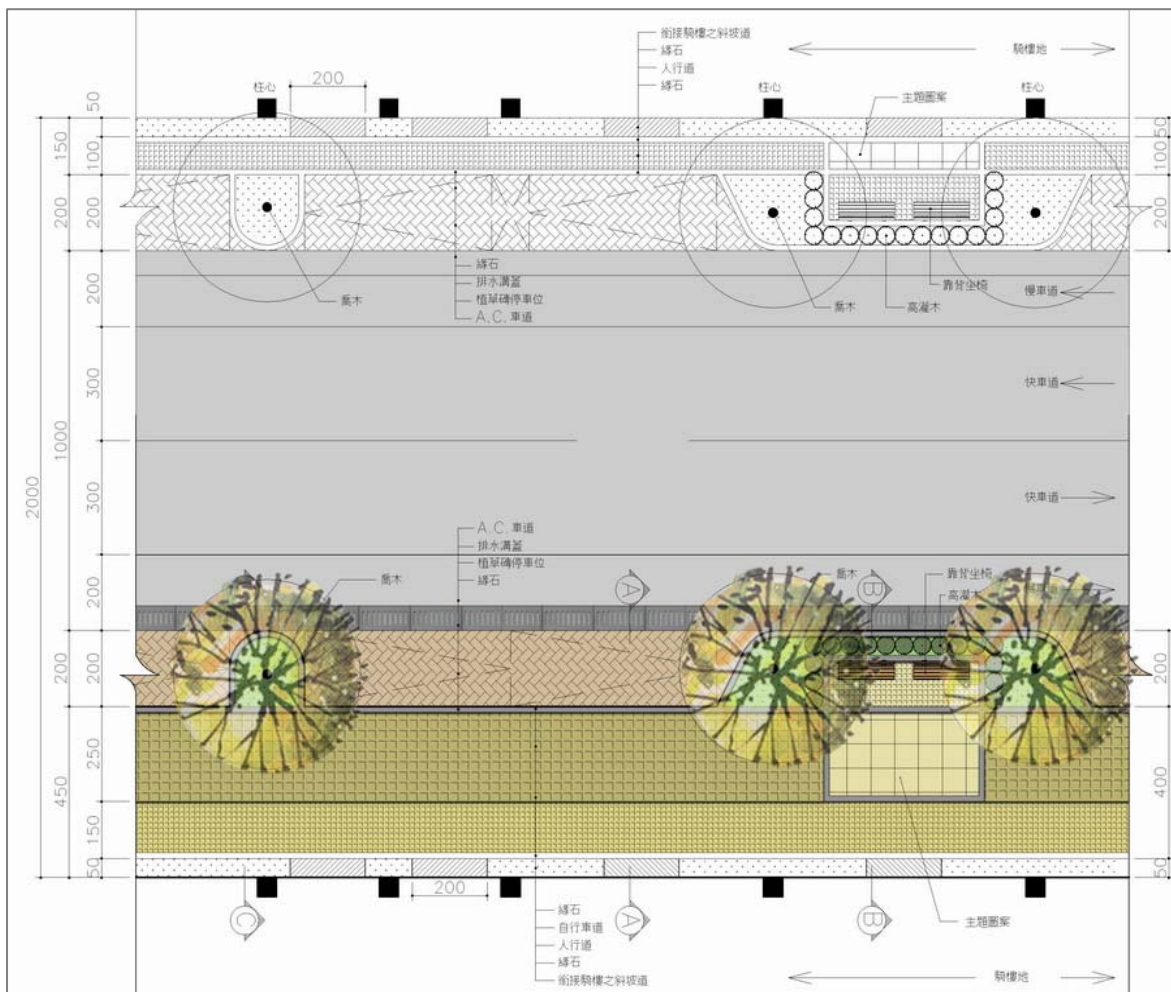 銜接騎樓之斜坡道
緣石
人行道
緣石
騎樓地
200
柱心
柱心
柱心
主題圖案
50
150
100
200
200
2000
50
100
200
緣石
排水溝蓋
植草磚停車位
A.C. 車道
喬木
喬木
高灌木
靠背坐椅
慢車道
200
300
快車道
1000
300
快車道
A.C. 車道
排水溝蓋
植草磚停車位
緣石
喬木
A
喬木
B
靠背坐椅
高灌木
200
200
200
200
250
450
150
50
400
50
200
C
A
B
主題圖案
緣石
自行車道
人行道
緣石
銜接騎樓之斜坡道
騎樓地